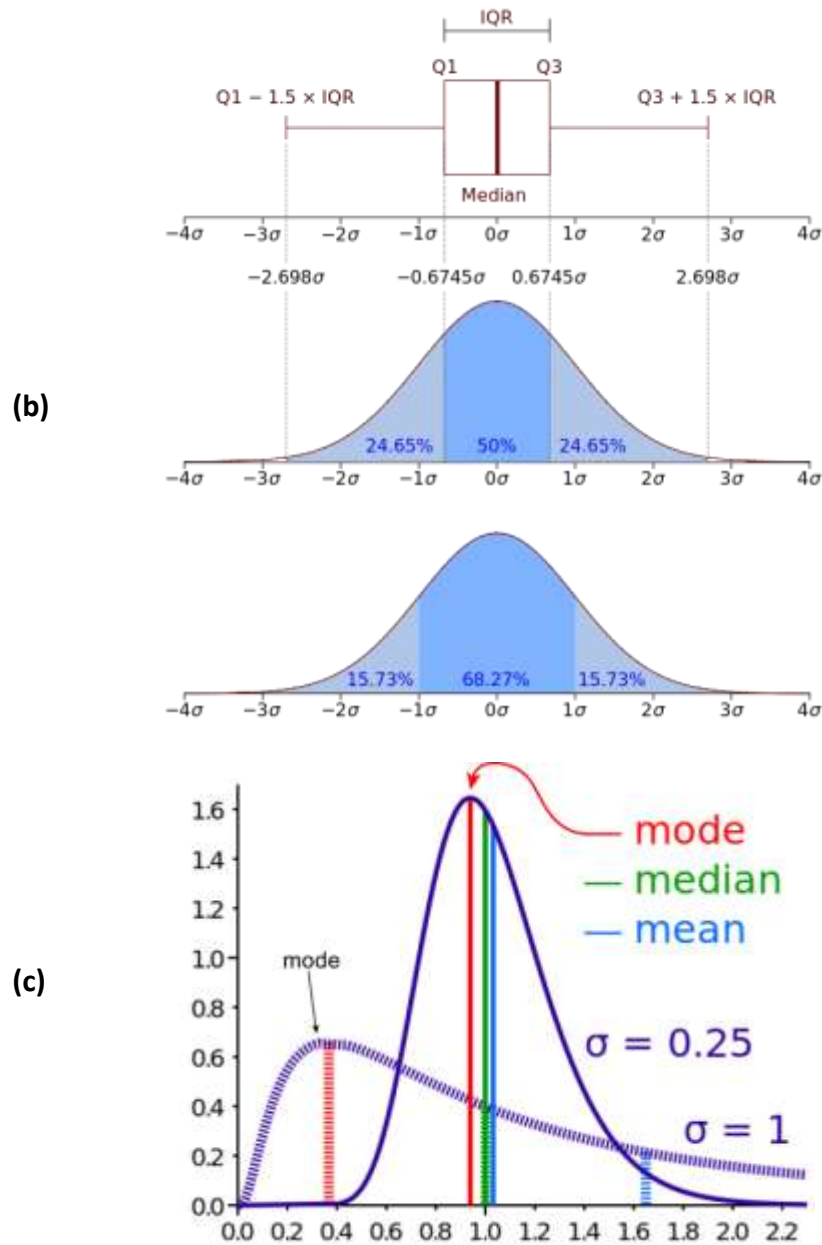 IQR
Q1 Q3
Q1 − 1.5 × IQR Q3 + 1.5 × IQR
Median
−4σ −3σ −2σ −1σ 0σ 1σ 2σ 3σ 4σ
−2.698σ −0.6745σ 0.6745σ 2.698σ
(b)
24.65% 50% 24.65%
−4σ −3σ −2σ −1σ 0σ 1σ 2σ 3σ 4σ
15.73% 68.27% 15.73%
−4σ −3σ −2σ −1σ 0σ 1σ 2σ 3σ 4σ
(c)
1.6
1.4
1.2
1.0
0.8
0.6
0.4
0.2
0.0
mode
median
mean
mode
σ = 0.25
σ = 1
0.0 0.2 0.4 0.6 0.8 1.0 1.2 1.4 1.6 1.8 2.0 2.2